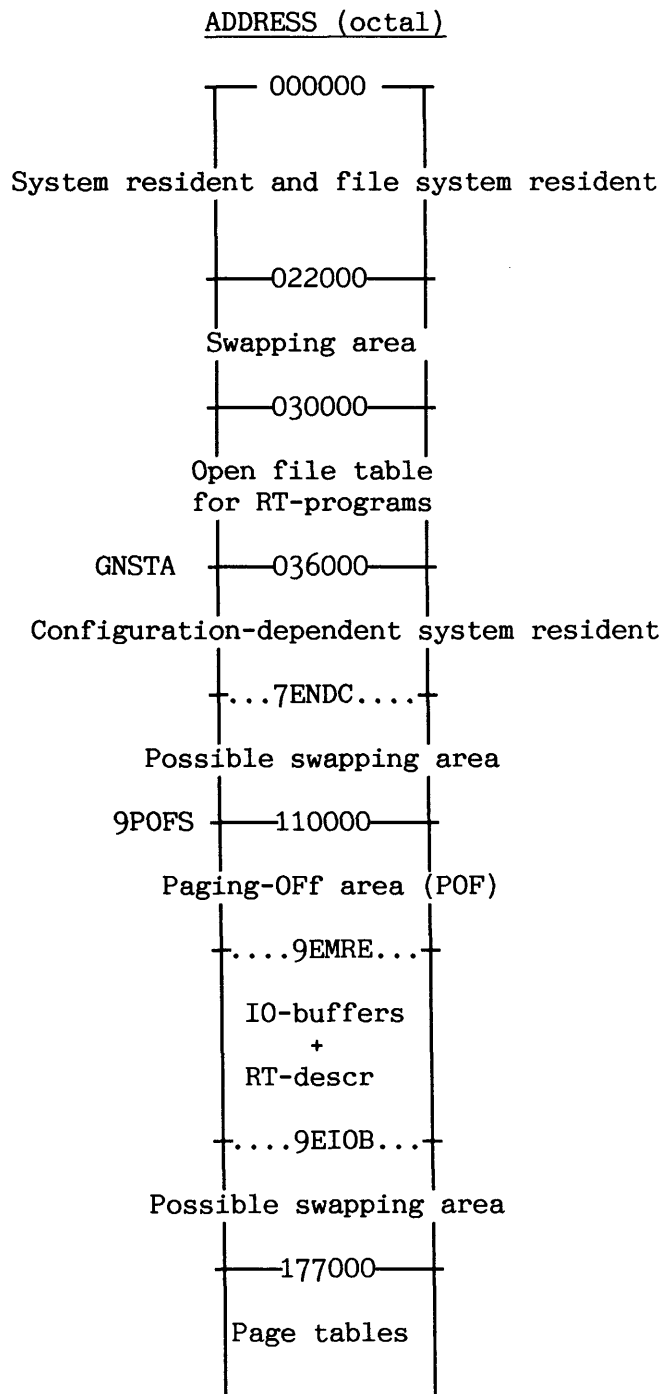 ADDRESS (octal)
000000
System resident and file system resident
022000
Swapping area
030000
Open file table
for RT-programs
GNSTA 036000
Configuration-dependent system resident
...7ENDC....
Possible swapping area
9POFS 110000
Paging-OFf area (POF)
....9EMRE...
IO-buffers
+
RT-descr
....9EIOB...
Possible swapping area
177000
Page tables